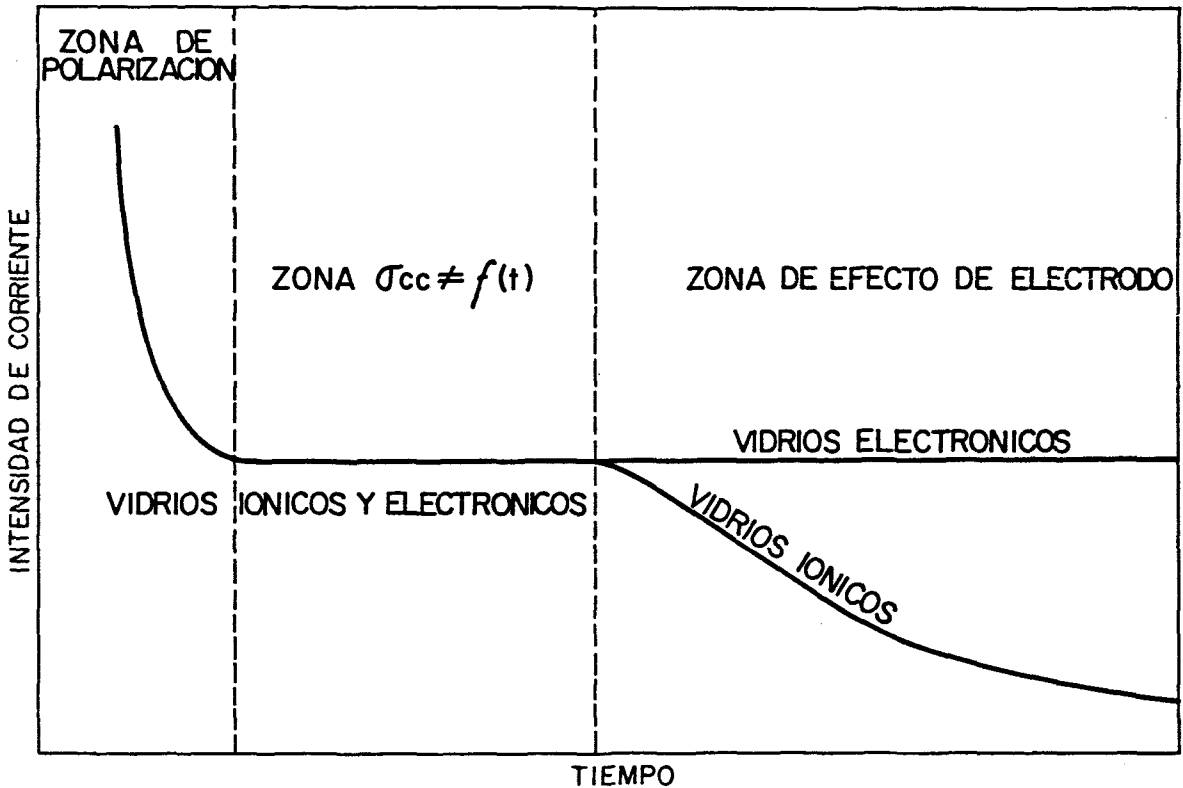 ZONA DE
POLARIZACION
ZONA σcc ≠ f(t)
ZONA DE EFECTO DE ELECTRODO
VIDRIOS ELECTRONICOS
VIDRIOS IONICOS Y ELECTRONICOS
VIDRIOS IONICOS
INTENSIDAD DE CORRIENTE
TIEMPO